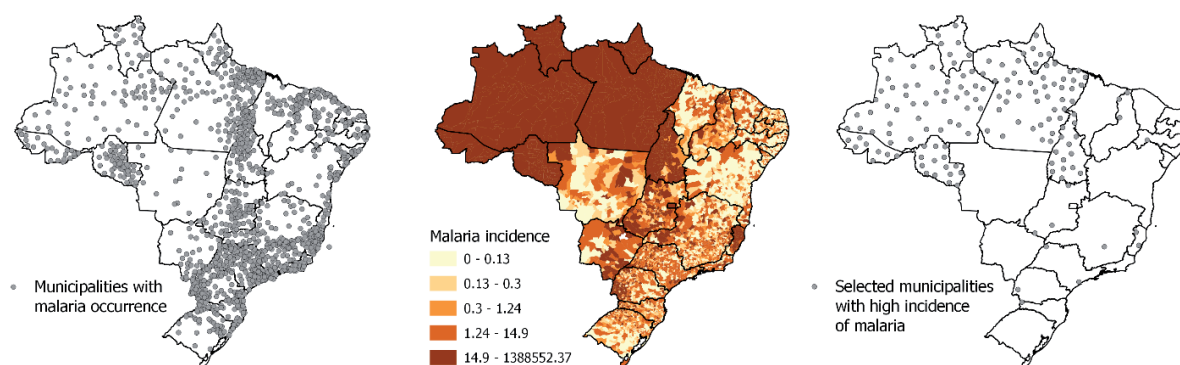 Municipalities with
malaria occurrence
Malaria incidence
0 - 0.13
0.13 - 0.3
0.3 - 1.24
1.24 - 14.9
14.9 - 1388552.37
Selected municipalities
with high incidence
of malaria